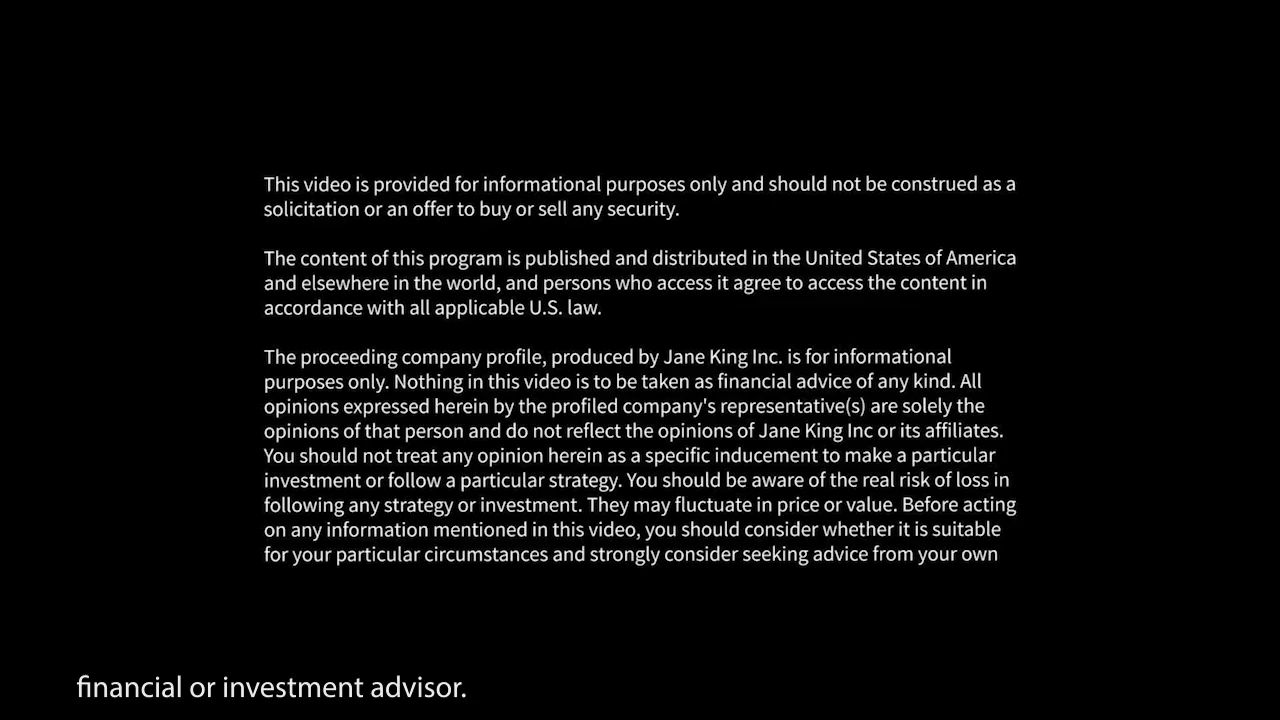 This video is provided for informational purposes only and should not be construed as a
solicitation or an offer to buy or sell any security.
The content of this program is published and distributed in the United States of America
and elsewhere in the world, and persons who access it agree to access the content in
accordance with all applicable U.S. law.
The proceeding company profile, produced by Jane King Inc. is for informational
purposes only. Nothing in this video is to be taken as financial advice of any kind. All
opinions expressed herein by the profiled company's representative(s) are solely the
opinions of that person and do not reflect the opinions of Jane King Inc or its affiliates.
You should not treat any opinion herein as a specific inducement to make a particular
investment or follow a particular strategy. You should be aware of the real risk of loss in
following any strategy or investment. They may fluctuate in price or value. Before acting
on any information mentioned in this video, you should consider whether it is suitable
for your particular circumstances and strongly consider seeking advice from your own
financial or investment advisor.